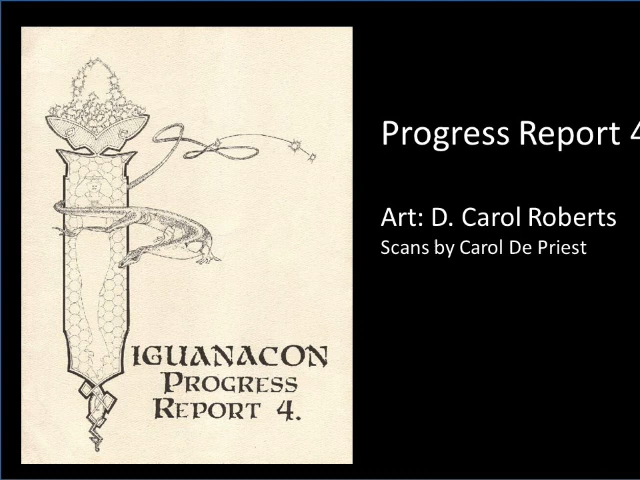 IGUANACON
PROGRESS
REPORT 4.
Progress Report 4
Art: D. Carol Roberts
Scans by Carol De Priest